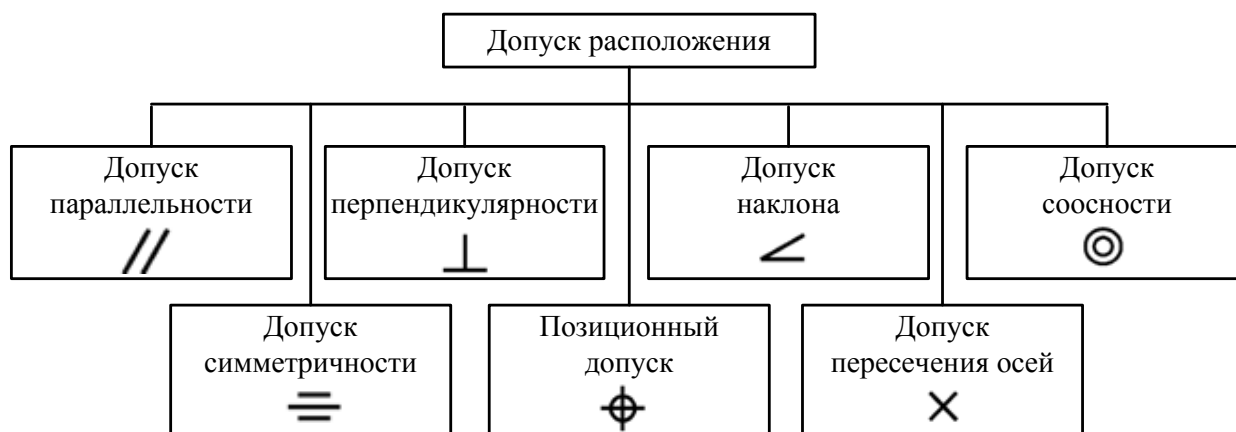 Допуск расположения
Допуск
параллельности
Допуск
перпендикулярности
Допуск
наклона
Допуск
соосности
Допуск
симметричности
Позиционный
допуск
Допуск
пересечения осей